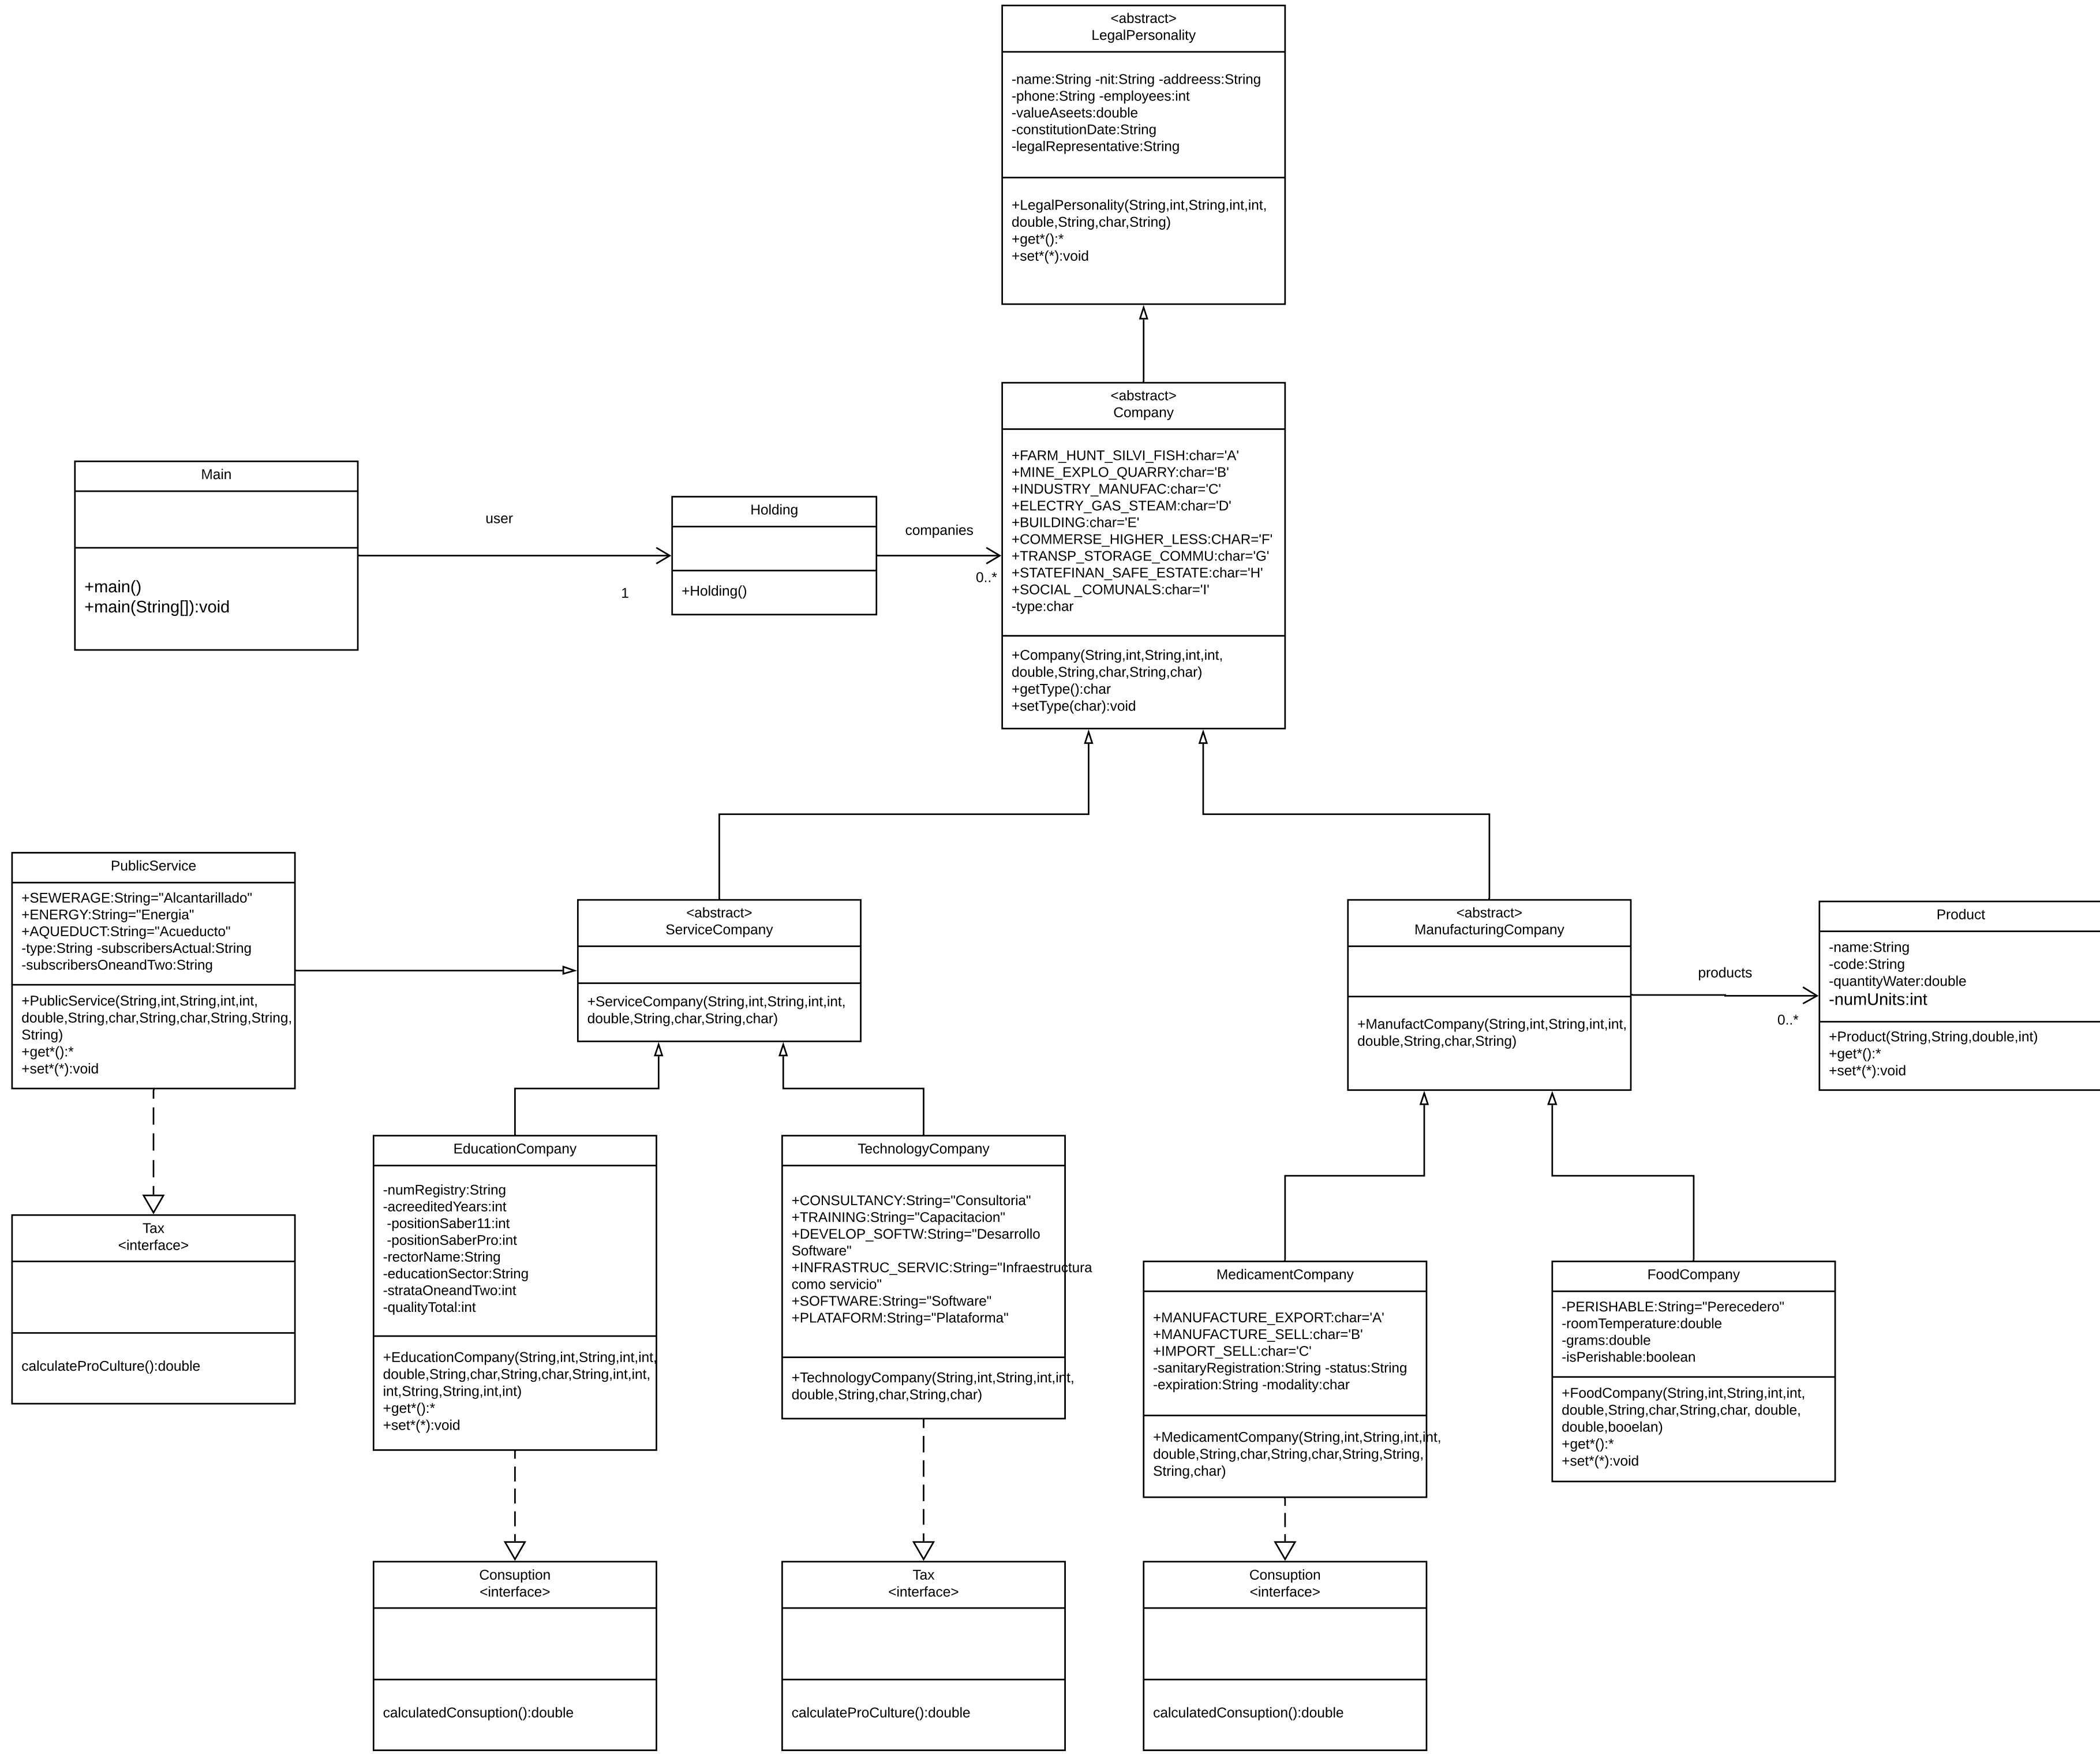 <abstract>
LegalPersonality
-name:String -nit:String -addreess:String
-phone:String -employees:int
-valueAseets:double
-constitutionDate:String
-legalRepresentative:String
+LegalPersonality(String,int,String,int,int,
double,String,char,String)
+get*():*
+set*(*):void
<abstract>
Company
+FARM_HUNT_SILVI_FISH:char='A'
+MINE_EXPLO_QUARRY:char='B'
+INDUSTRY_MANUFAC:char='C'
+ELECTRY_GAS_STEAM:char='D'
+BUILDING:char='E'
+COMMERSE_HIGHER_LESS:CHAR='F'
+TRANSP_STORAGE_COMMU:char='G'
+STATEFINAN_SAFE_ESTATE:char='H'
+SOCIAL _COMUNALS:char='I'
-type:char
+Company(String,int,String,int,int,
double,String,char,String,char)
+getType():char
+setType(char):void
Main
+main()
+main(String[]):void
user
1
Holding
+Holding()
companies
0..*
PublicService
+SEWERAGE:String="Alcantarillado"
+ENERGY:String="Energia"
+AQUEDUCT:String="Acueducto"
-type:String -subscribersActual:String
-subscribersOneandTwo:String
+PublicService(String,int,String,int,int,
double,String,char,String,char,String,String,
String)
+get*():*
+set*(*):void
<abstract>
ServiceCompany
+ServiceCompany(String,int,String,int,int,
double,String,char,String,char)
<abstract>
ManufacturingCompany
+ManufactCompany(String,int,String,int,int,
double,String,char,String)
products
0..*
Product
-name:String
-code:String
-quantityWater:double
-numUnits:int
+Product(String,String,double,int)
+get*():*
+set*(*):void
Tax
<interface>
calculateProCulture():double
EducationCompany
-numRegistry:String
-acreeditedYears:int
-positionSaber11:int
-positionSaberPro:int
-rectorName:String
-educationSector:String
-strataOneandTwo:int
-qualityTotal:int
+EducationCompany(String,int,String,int,int,
double,String,char,String,char,String,int,int,
int,String,String,int,int)
+get*():*
+set*(*):void
TechnologyCompany
+CONSULTANCY:String="Consultoria"
+TRAINING:String="Capacitacion"
+DEVELOP_SOFTW:String="Desarrollo
Software"
+INFRASTRUC_SERVIC:String="Infraestructura
como servicio"
+SOFTWARE:String="Software"
+PLATAFORM:String="Plataforma"
+TechnologyCompany(String,int,String,int,int,
double,String,char,String,char)
MedicamentCompany
+MANUFACTURE_EXPORT:char='A'
+MANUFACTURE_SELL:char='B'
+IMPORT_SELL:char='C'
-sanitaryRegistration:String -status:String
-expiration:String -modality:char
+MedicamentCompany(String,int,String,int,int,
double,String,char,String,char,String,String,
String,char)
FoodCompany
-PERISHABLE:String="Perecedero"
-roomTemperature:double
-grams:double
-isPerishable:boolean
+FoodCompany(String,int,String,int,int,
double,String,char,String,char, double,
double,booelan)
+get*():*
+set*(*):void
Consuption
<interface>
calculatedConsuption():double
Tax
<interface>
calculateProCulture():double
Consuption
<interface>
calculatedConsuption():double